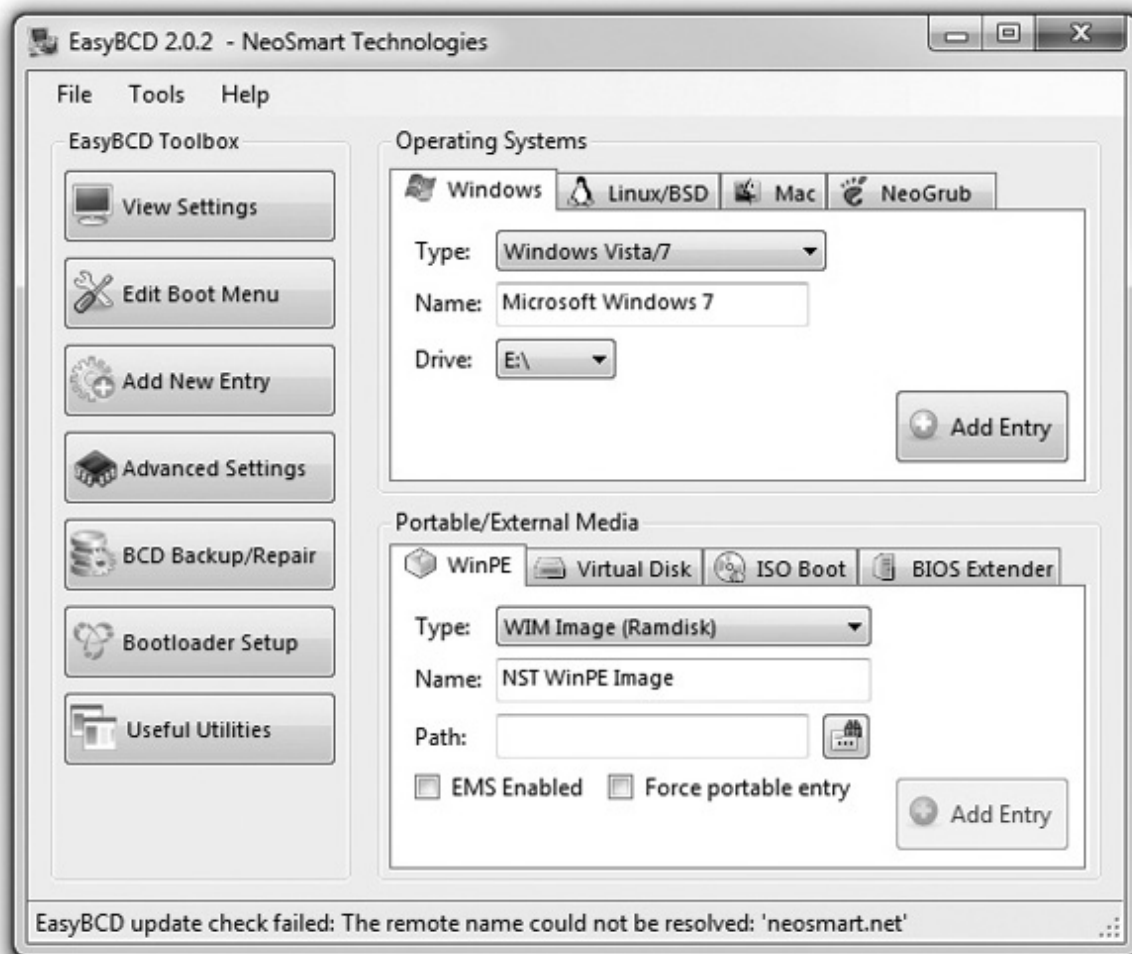 EasyBCD 2.0.2 - NeoSmart Technologies
File Tools Help
EasyBCD Toolbox
View Settings
Edit Boot Menu
Add New Entry
Advanced Settings
BCD Backup/Repair
Bootloader Setup
Useful Utilities
Operating Systems
Windows Linux/BSD Mac NeoGrub
Type: Windows Vista/7
Name: Microsoft Windows 7
Drive: E:\
Add Entry
Portable/External Media
WinPE Virtual Disk ISO Boot BIOS Extender
Type: WIM Image (Ramdisk)
Name: NST WinPE Image
Path:
EMS Enabled Force portable entry
Add Entry
EasyBCD update check failed: The remote name could not be resolved: 'neosmart.net'